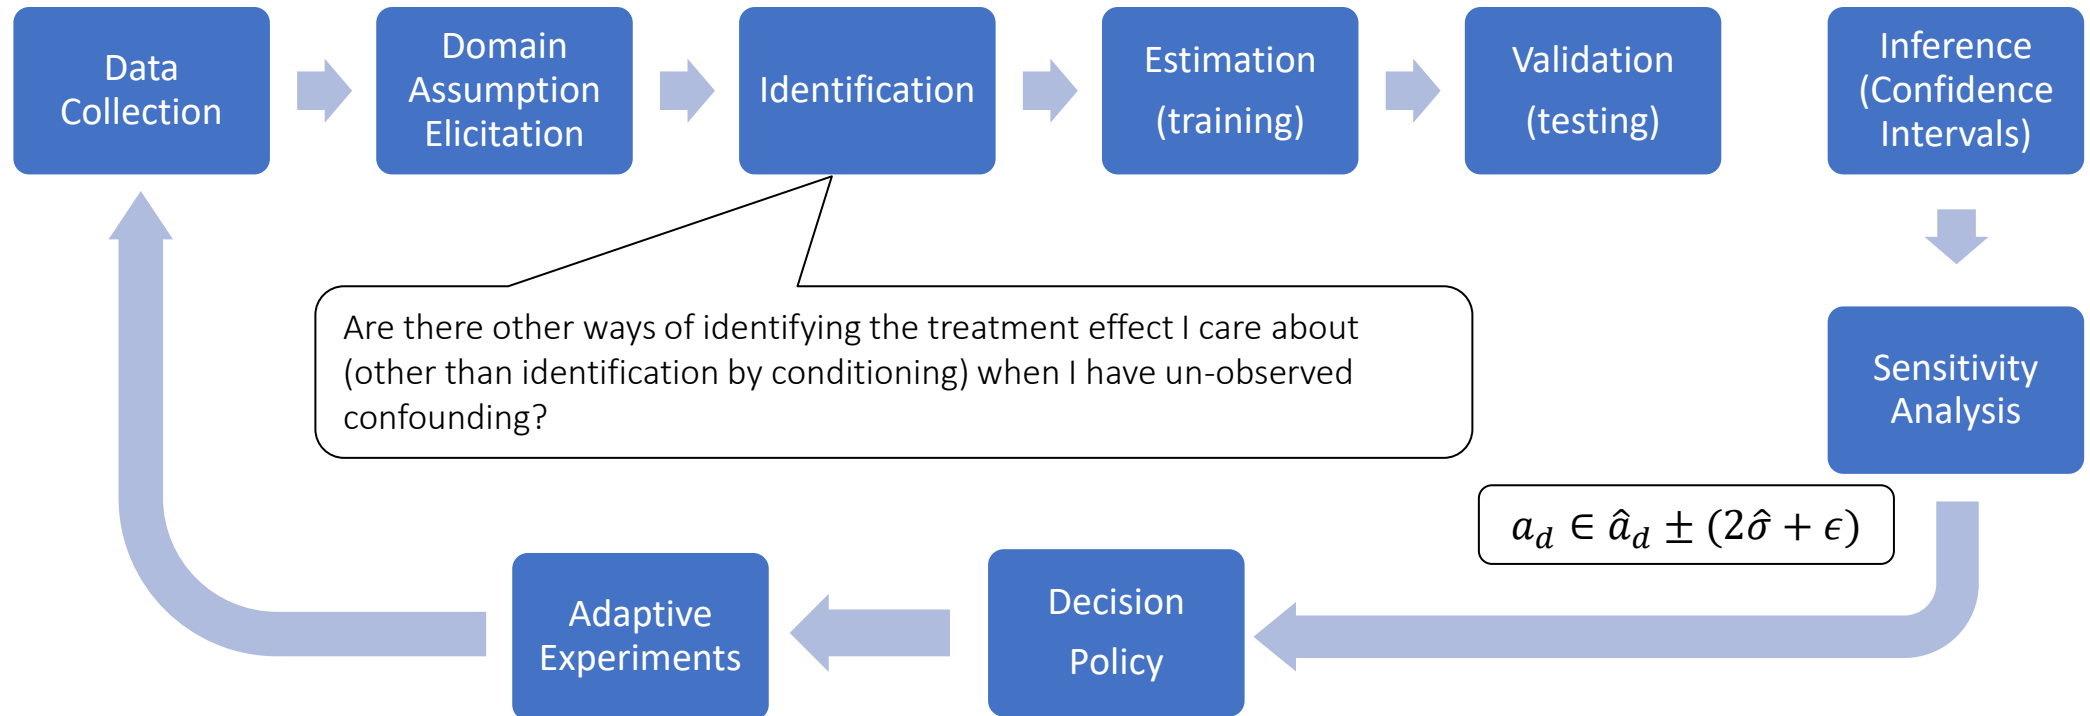 Data
Collection
Domain
Assumption
Elicitation
Identification
Estimation
(training)
Validation
(testing)
Inference
(Confidence
Intervals)
Are there other ways of identifying the treatment effect I care about
(other than identification by conditioning) when I have un-observed
confounding?
Sensitivity
Analysis
𝑎_𝑑 ∈ 𝑎̂_𝑑 ± (2𝜎̂ + 𝜖)
Decision
Policy
Adaptive
Experiments